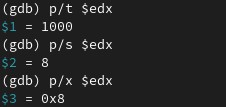 (gdb) p/t $edx
$1 = 1000
(gdb) p/s $edx
$2 = 8
(gdb) p/x $edx
$3 = 0x8